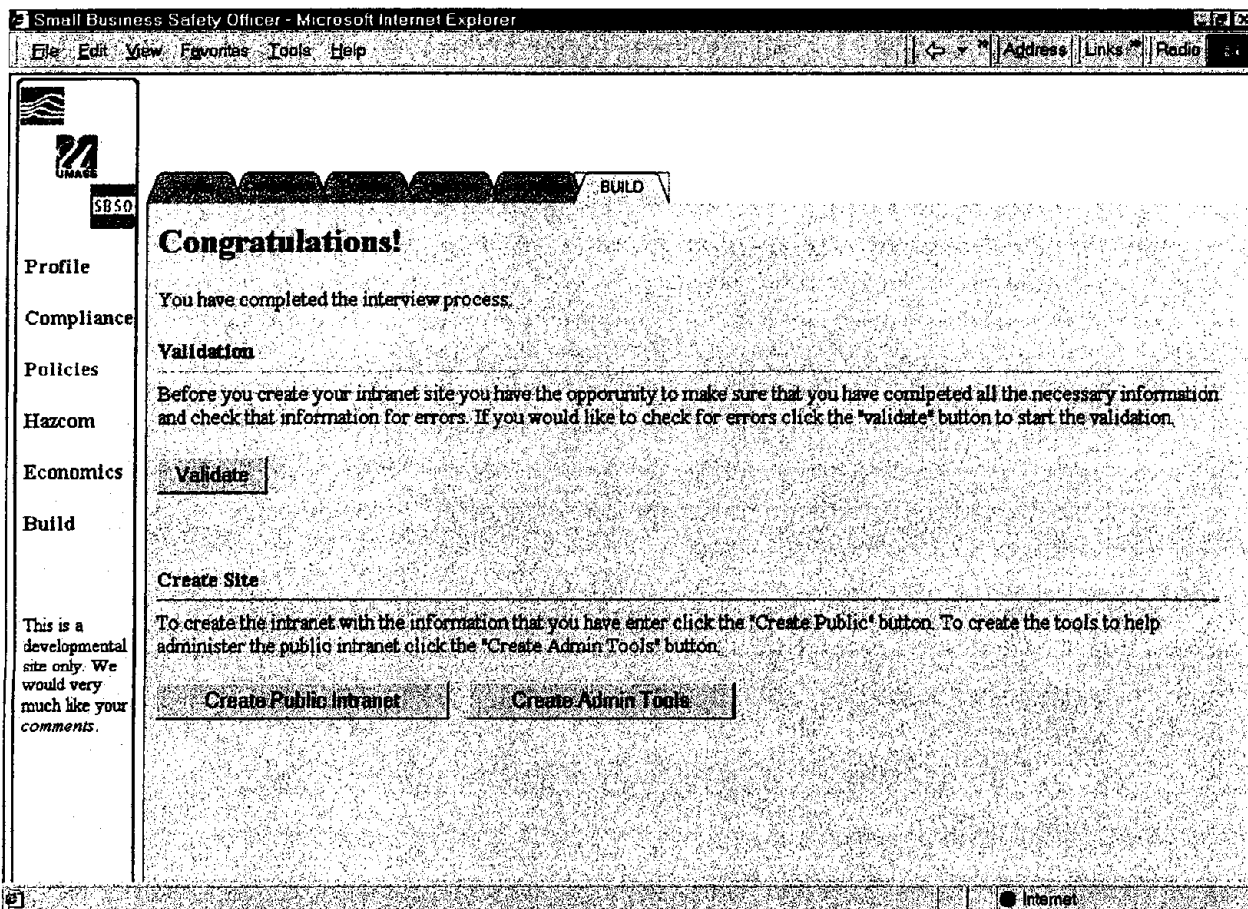 Small Business Safety Officer - Microsoft Internet Explorer
File Edit View Favorites Tools Help
Address Links Radio
UMASS
SBSO
BUILD
Congratulations!
You have completed the interview process.
Validation
Before you create your intranet site you have the opporunity to make sure that you have comlpeted all the necessary information
and check that information for errors. If you would like to check for errors click the "validate" button to start the validation.
Validate
Create Site
To create the intranet with the information that you have enter click the "Create Public" button. To create the tools to help
administer the public intranet click the "Create Admin Tools" button.
Create Public Intranet Create Admin Tools
Profile
Compliance
Policies
Hazcom
Economics
Build
This is a
developmental
site only. We
would very
much like your
comments.
Internet